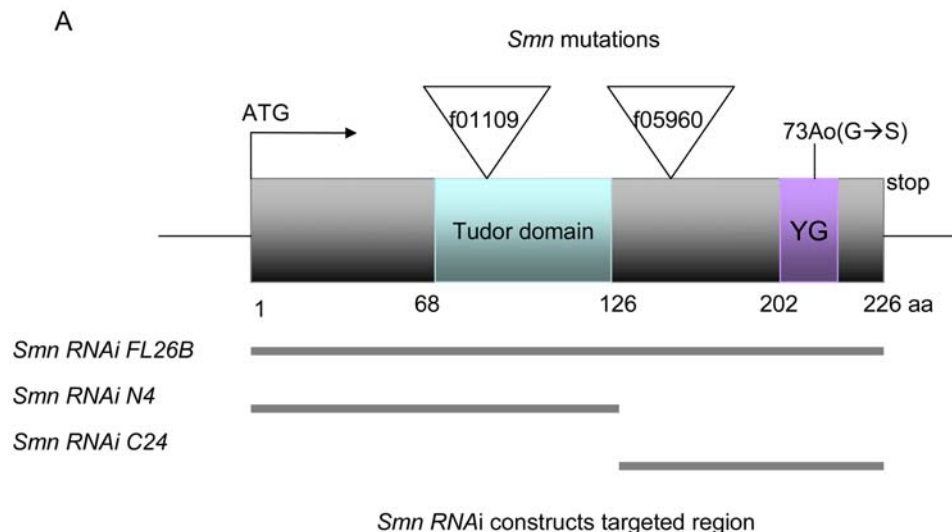 A
Smn mutations
ATG
f01109
f05960
73Ao(G→S)
stop
Tudor domain
YG
1
68
126
202
226 aa
Smn RNAi FL26B
Smn RNAi N4
Smn RNAi C24
Smn RNAi constructs targeted region